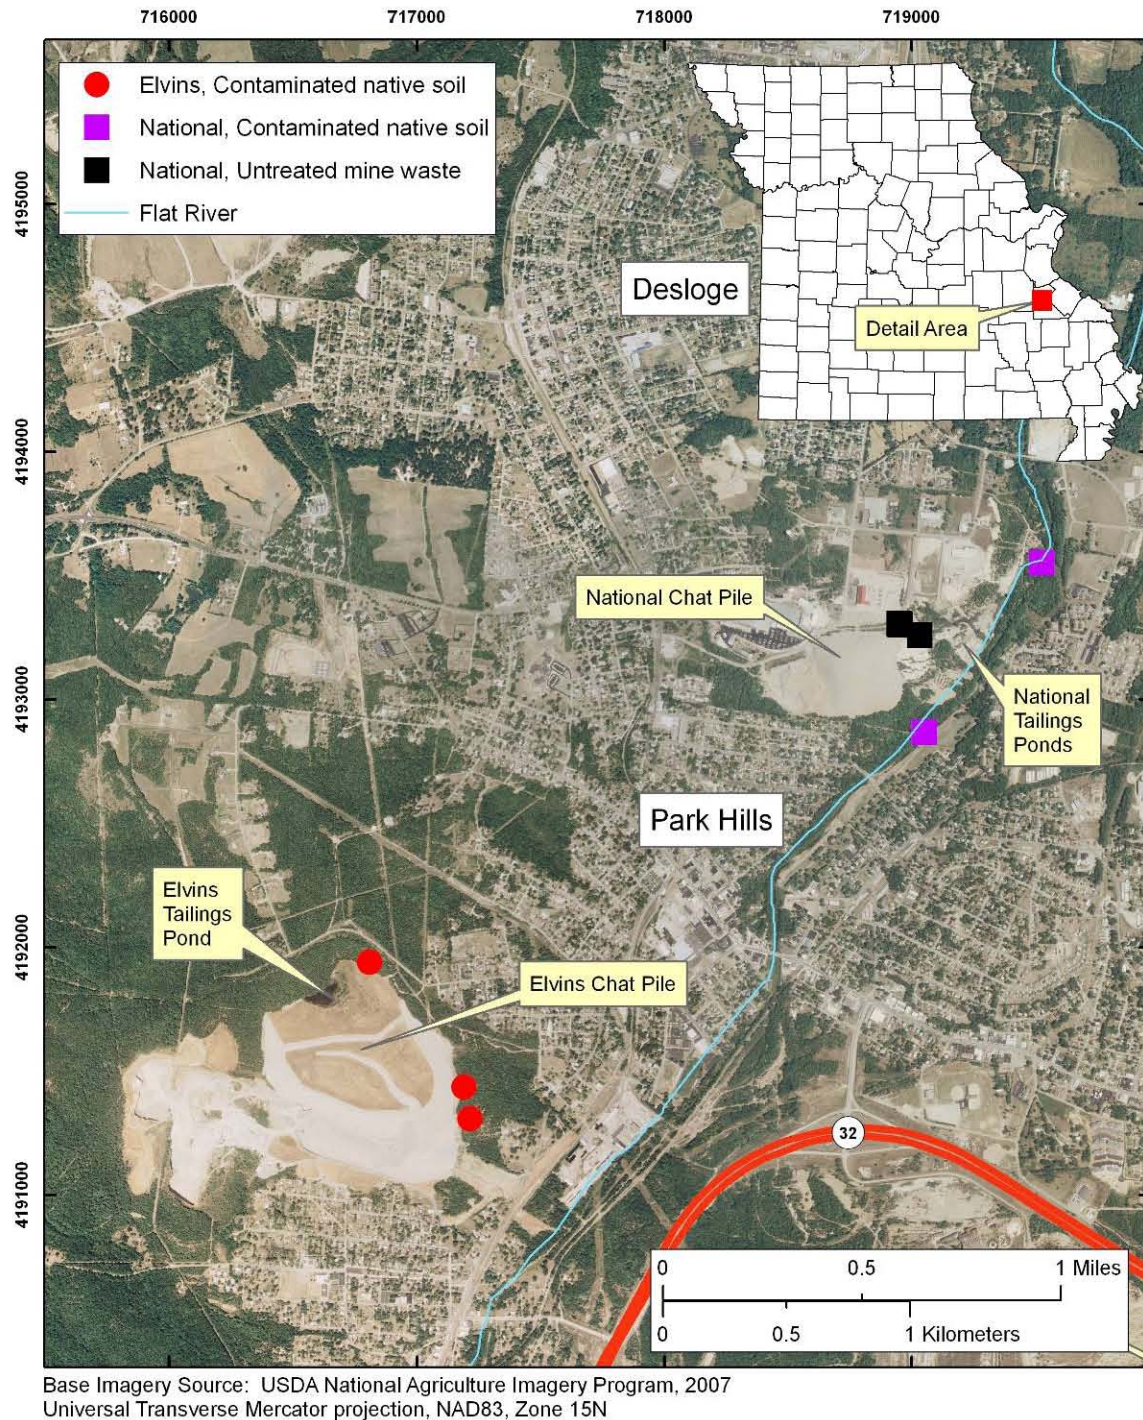 716000 717000 718000 719000
Elvins, Contaminated native soil
National, Contaminated native soil
National, Untreated mine waste
Flat River
4195000
Desloge
Detail Area
4194000
National Chat Pile
4193000
National
Tailings
Ponds
Park Hills
Elvins
Tailings
Pond
4192000
Elvins Chat Pile
32
4191000
0 0.5 1 Miles
0 0.5 1 Kilometers
Base Imagery Source: USDA National Agriculture Imagery Program, 2007
Universal Transverse Mercator projection, NAD83, Zone 15N